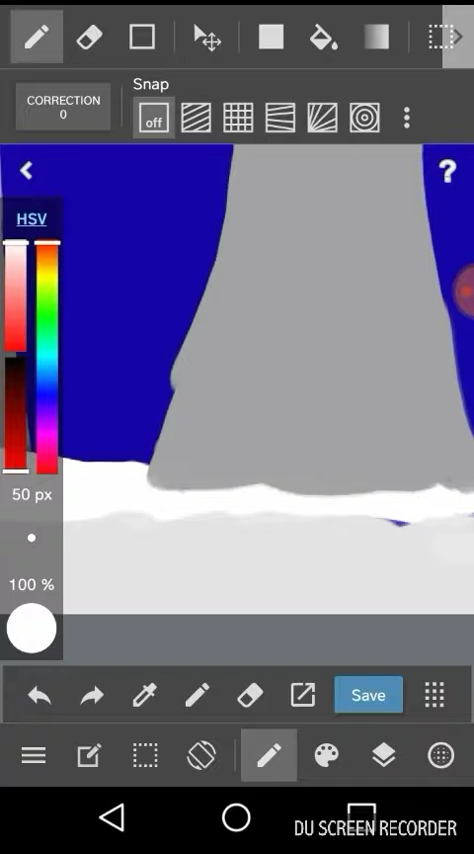 Snap
CORRECTION
0
off
?
HSV
50 px
100 %
Save
DU SCREEN RECORDER